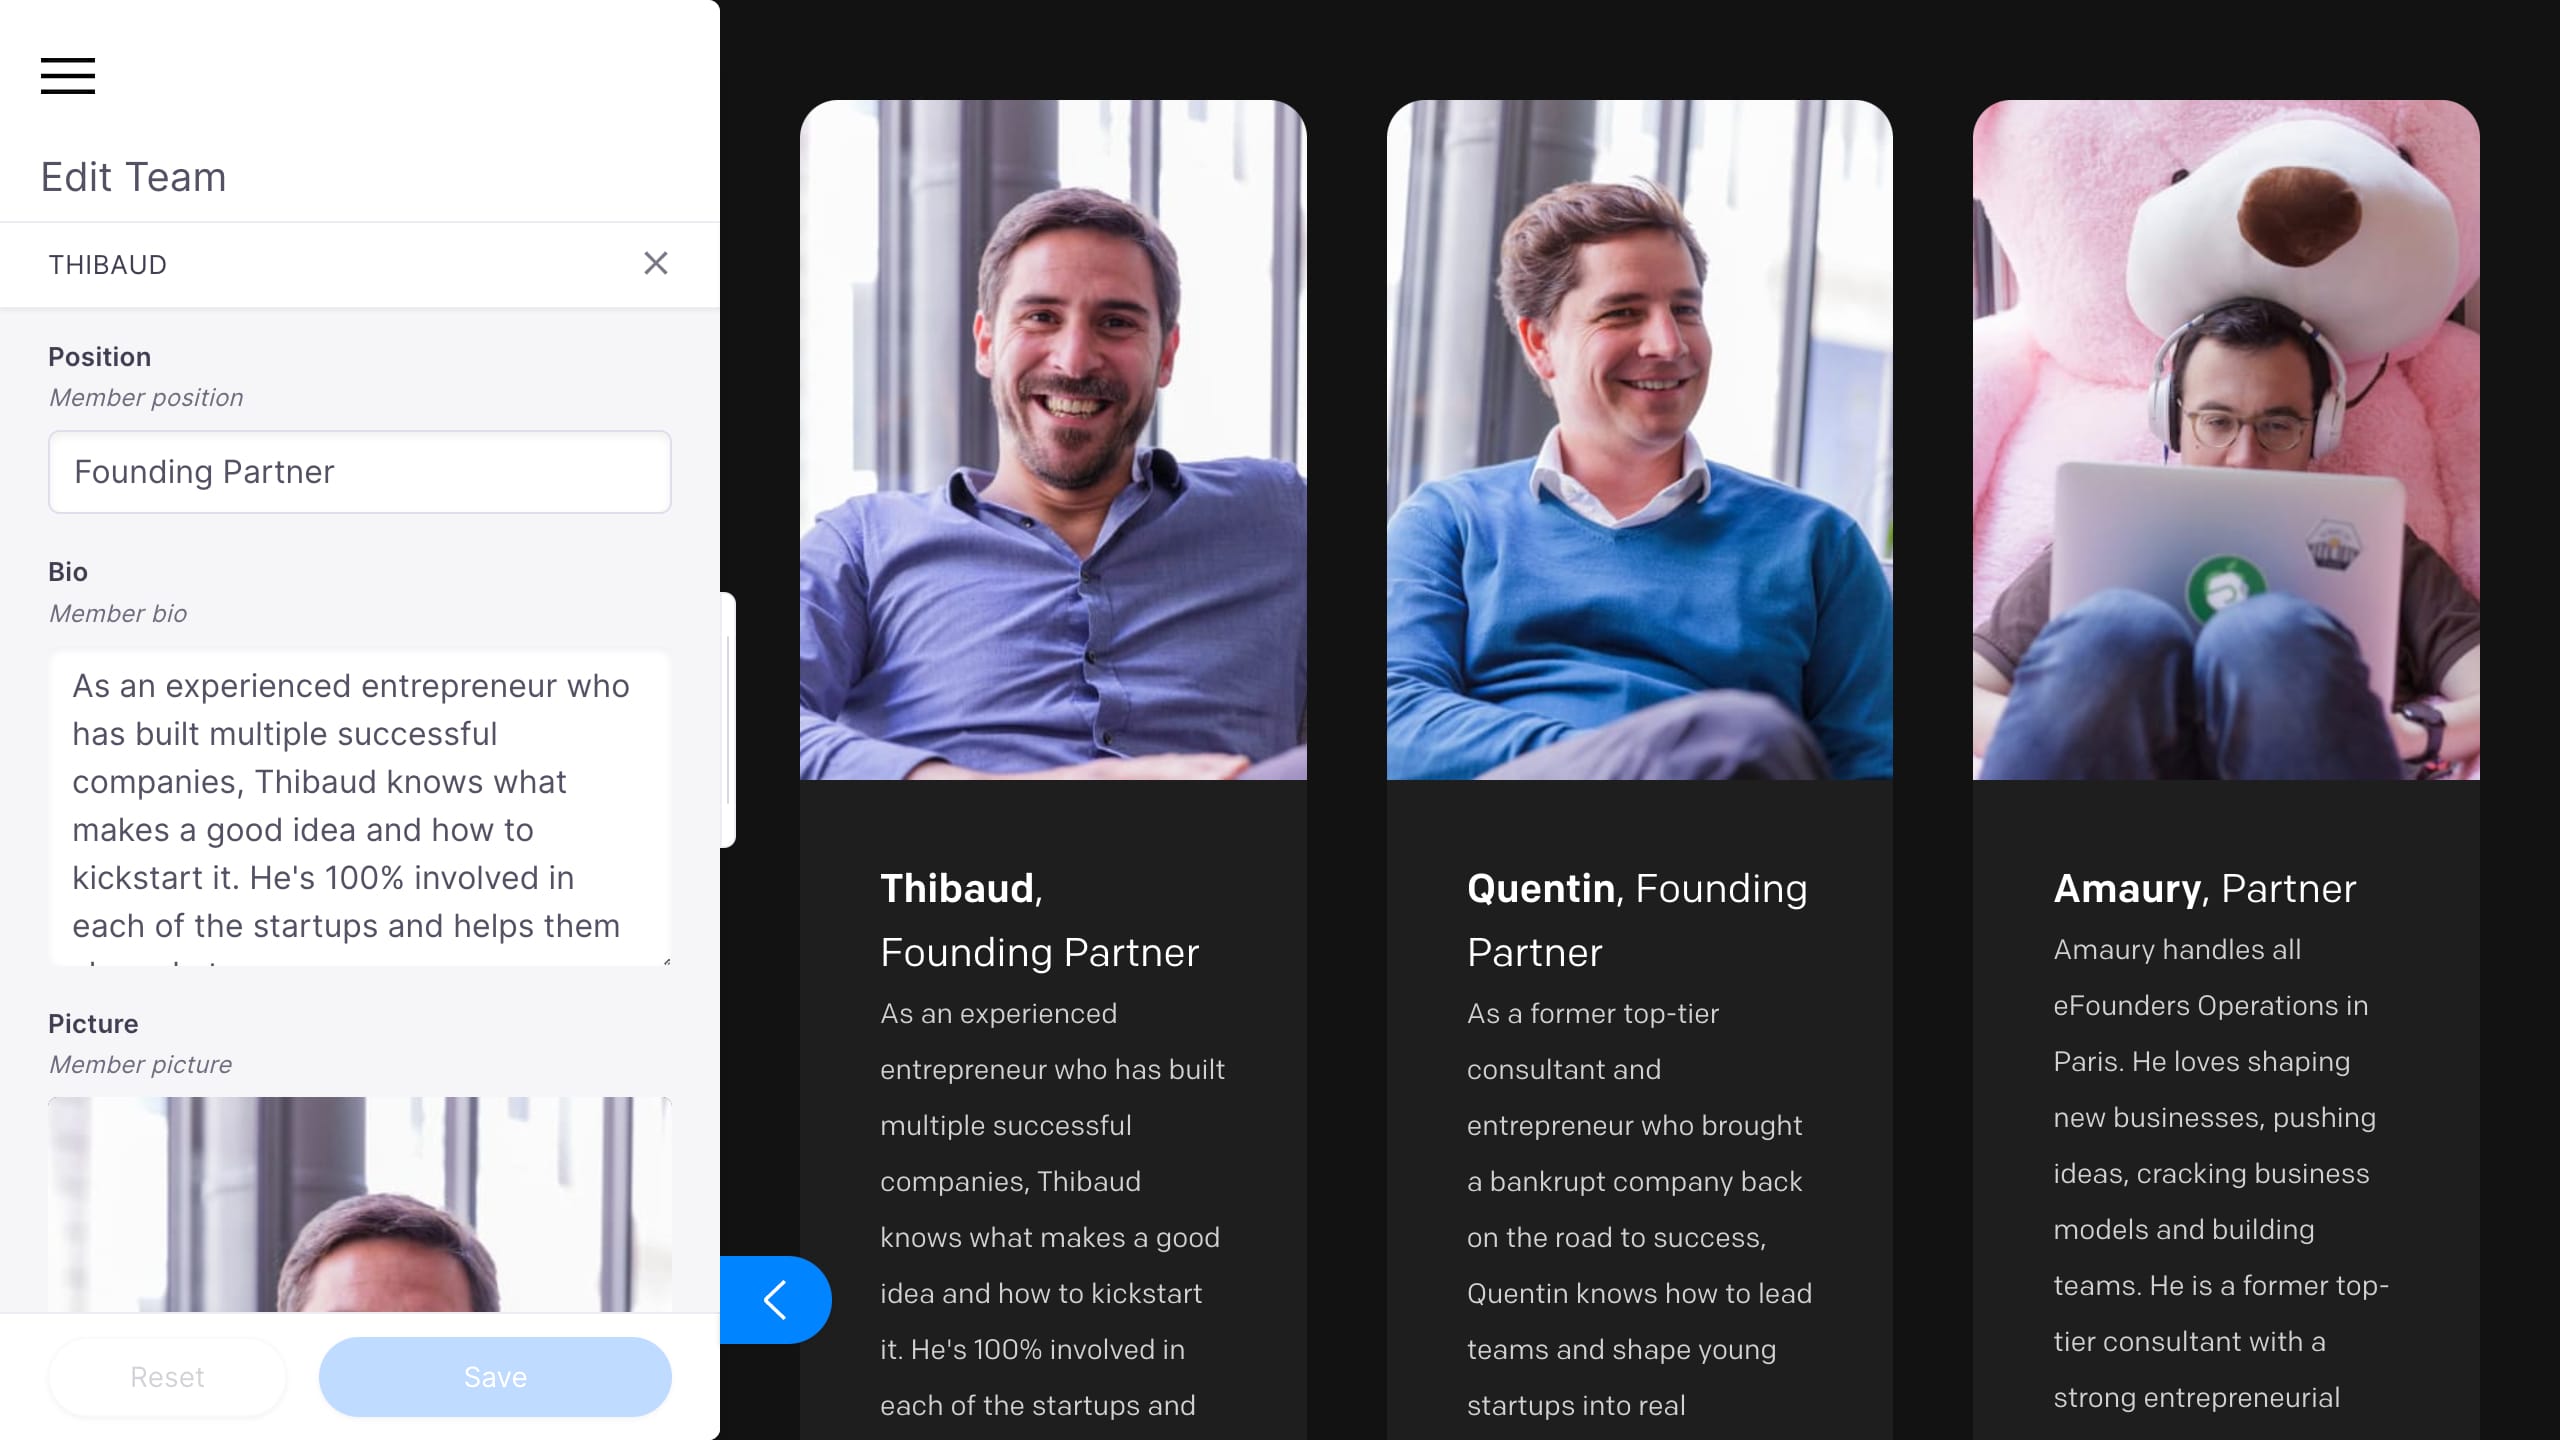 Edit Team
THIBAUD
Position
Member position
Founding Partner
Bio
Member bio
As an experienced entrepreneur who
has built multiple successful
companies, Thibaud knows what
makes a good idea and how to
kickstart it. He's 100% involved in
each of the startups and helps them
Picture
Member picture
Reset
Save
Thibaud,
Founding Partner
As an experienced
entrepreneur who has built
multiple successful
companies, Thibaud
knows what makes a good
idea and how to kickstart
it. He's 100% involved in
each of the startups and
Quentin, Founding
Partner
As a former top-tier
consultant and
entrepreneur who brought
a bankrupt company back
on the road to success,
Quentin knows how to lead
teams and shape young
startups into real
Amaury, Partner
Amaury handles all
eFounders Operations in
Paris. He loves shaping
new businesses, pushing
ideas, cracking business
models and building
teams. He is a former top-
tier consultant with a
strong entrepreneurial